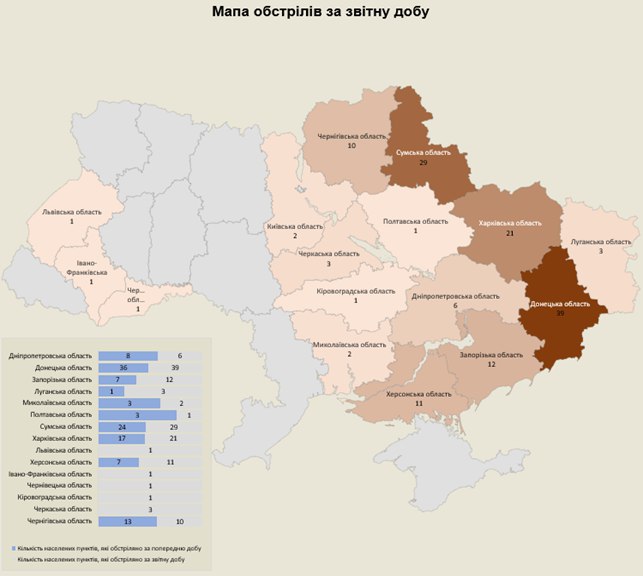 Мапа обстрілів за звітну добу
Чернігівська область
10
Сумська область
29
Львівська область
1
Полтавська область
1
Харківська область
21
Київська область
2
Луганська область
3
Черкаська область
3
Івано-
Франківська
1
Чер...
обл...
1
Кіровоградська область
1
Дніпропетровська область
6
Донецька область
39
Миколаївська область
2
Запорізька область
12
Херсонська область
11
Дніпропетровська область 8 6
Донецька область 36 39
Запорізька область 7 12
Луганська область 1 3
Миколаївська область 3 2
Полтавська область 3 1
Сумська область 24 29
Харківська область 17 21
Львівська область 1
Херсонська область 7 11
Івано-Франківська область 1
Чернівецька область 1
Кіровоградська область 1
Черкаська область 3
Чернігівська область 13 10
Кількість населених пунктів, які обстріляно за попередню добу
Кількість населених пунктів, які обстріляно за звітну добу